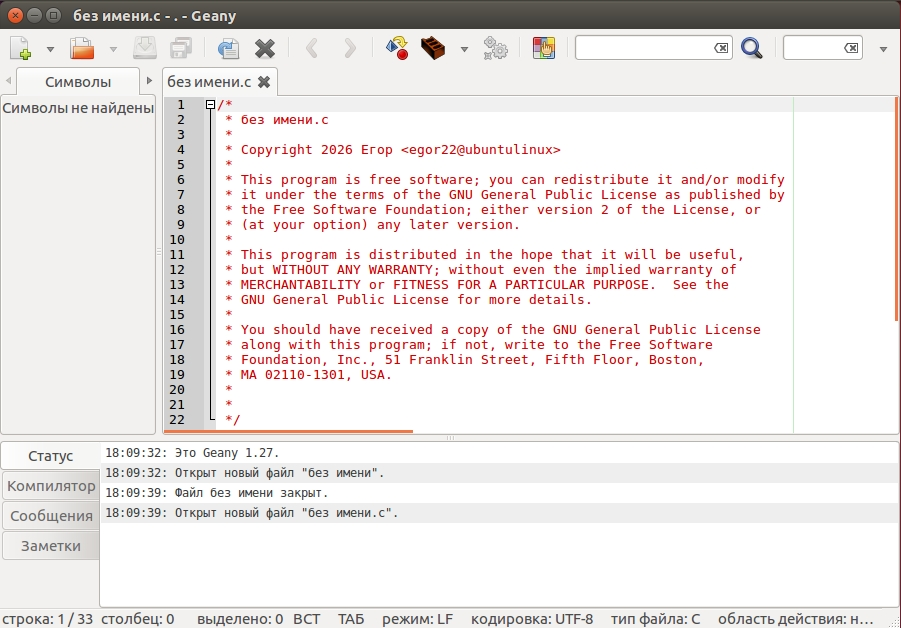 без имени.c - . - Geany
Символы
без имени.c
Символы не найдены
1 /*
2 * без имени.c
3 *
4 * Copyright 2026 Егор <egor22@ubuntulinux>
5 *
6 * This program is free software; you can redistribute it and/or modify
7 * it under the terms of the GNU General Public License as published by
8 * the Free Software Foundation; either version 2 of the License, or
9 * (at your option) any later version.
10 *
11 * This program is distributed in the hope that it will be useful,
12 * but WITHOUT ANY WARRANTY; without even the implied warranty of
13 * MERCHANTABILITY or FITNESS FOR A PARTICULAR PURPOSE.  See the
14 * GNU General Public License for more details.
15 *
16 * You should have received a copy of the GNU General Public License
17 * along with this program; if not, write to the Free Software
18 * Foundation, Inc., 51 Franklin Street, Fifth Floor, Boston,
19 * MA 02110-1301, USA.
20 *
21 *
22 */
Статус
Компилятор
Сообщения
Заметки
18:09:32: Это Geany 1.27.
18:09:32: Открыт новый файл "без имени".
18:09:39: Файл без имени закрыт.
18:09:39: Открыт новый файл "без имени.c".
строка: 1 / 33 столбец: 0 выделено: 0 ВСТ ТАБ режим: LF кодировка: UTF-8 тип файла: C область действия: н...